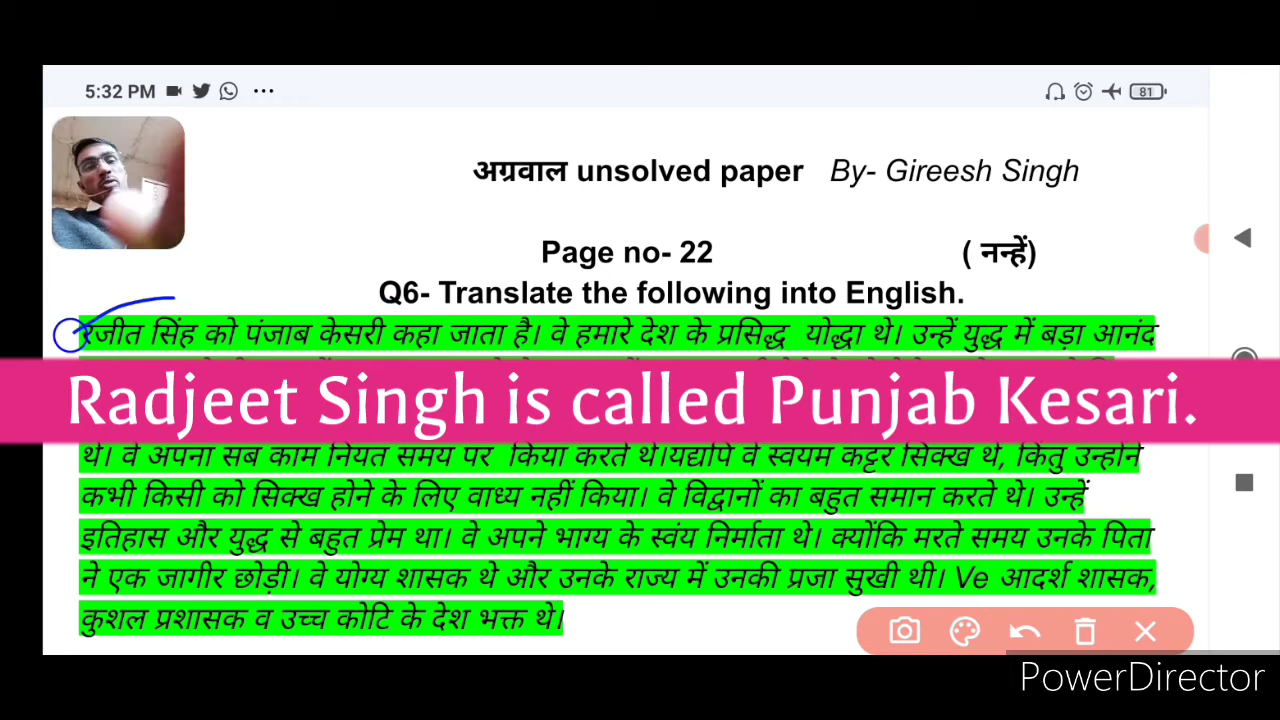 5:32 PM
81
अग्रवाल unsolved paper By- Gireesh Singh
Page no- 22 ( नन्हें)
Q6- Translate the following into English.
रजीत सिंह को पंजाब केसरी कहा जाता है। वे हमारे देश के प्रसिद्ध योद्धा थे। उन्हें युद्ध में बड़ा आनंद
Radjeet Singh is called Punjab Kesari.
थे। वे अपना सब काम नियत समय पर किया करते थे।यद्यपि वे स्वयम कट्टर सिक्ख थे, किंतु उन्होने
कभी किसी को सिक्ख होने के लिए वाध्य नहीं किया। वे विद्वानों का बहुत समान करते थे। उन्हें
इतिहास और युद्ध से बहुत प्रेम था। वे अपने भाग्य के स्वंय निर्माता थे। क्योंकि मरते समय उनके पिता
ने एक जागीर छोड़ी। वे योग्य शासक थे और उनके राज्य में उनकी प्रजा सुखी थी। Ve आदर्श शासक,
कुशल प्रशासक व उच्च कोटि के देश भक्त थे।
PowerDirector